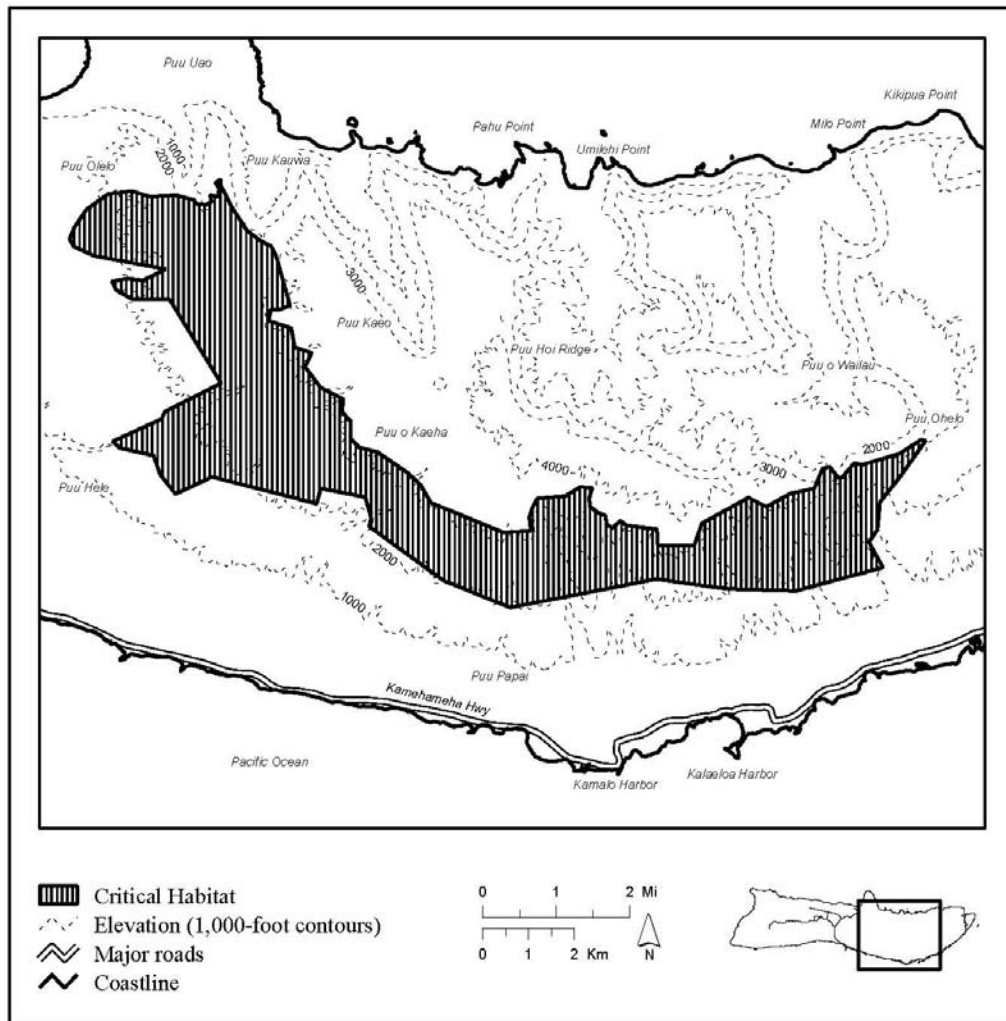 Puu Uao
Kikipua Point
Pahu Point
Milo Point
Umilehi Point
1000
2000
Puu Olelo
Puu Kauwa
3000
Puu Kaeo
Puu Hoi Ridge
Puu o Wailau
Puu Ohelo
Puu o Kaeha
2000
4000
3000
Puu Hele
2000
1000
Puu Papai
Kamehameha Hwy
Pacific Ocean
Kamalo Harbor
Kalaeloa Harbor
Critical Habitat
Elevation (1,000-foot contours)
Major roads
Coastline
0 1 2 Mi
0 1 2 Km
N